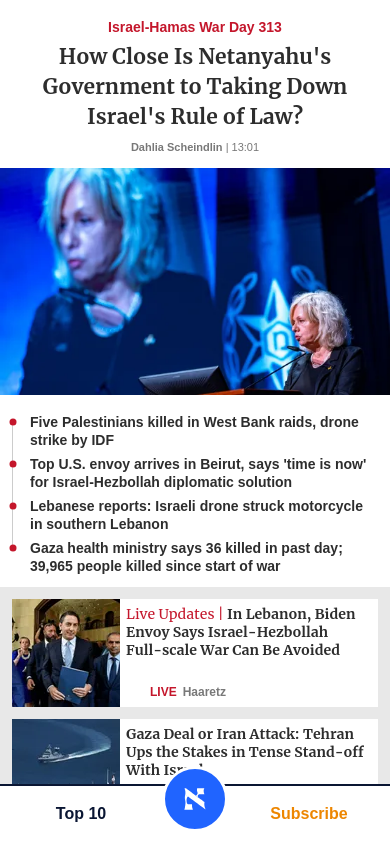 Israel-Hamas War Day 313
How Close Is Netanyahu's
Government to Taking Down
Israel's Rule of Law?
Dahlia Scheindlin | 13:01
Five Palestinians killed in West Bank raids, drone
strike by IDF
Top U.S. envoy arrives in Beirut, says 'time is now'
for Israel-Hezbollah diplomatic solution
Lebanese reports: Israeli drone struck motorcycle
in southern Lebanon
Gaza health ministry says 36 killed in past day;
39,965 people killed since start of war
Live Updates | In Lebanon, Biden
Envoy Says Israel-Hezbollah
Full-scale War Can Be Avoided
LIVE Haaretz
Gaza Deal or Iran Attack: Tehran
Ups the Stakes in Tense Stand-off
With
Top 10
Subscribe